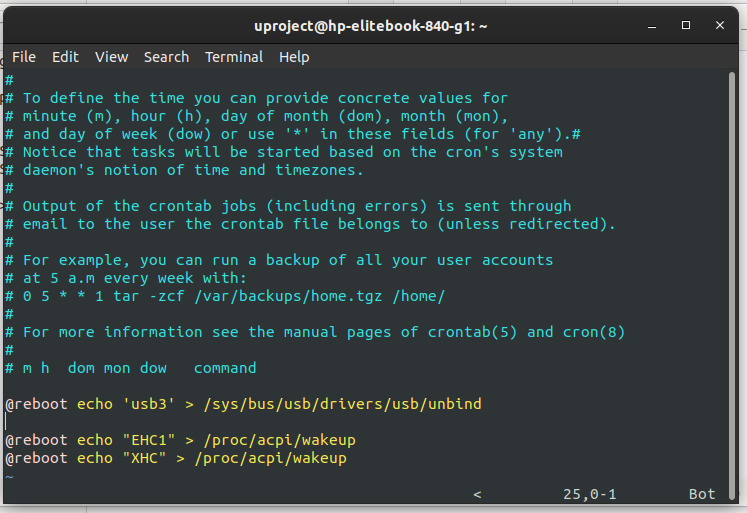 uproject@hp-elitebook-840-g1: ~
File Edit View Search Terminal Help
#
# To define the time you can provide concrete values for
# minute (m), hour (h), day of month (dom), month (mon),
# and day of week (dow) or use '*' in these fields (for 'any').#
# Notice that tasks will be started based on the cron's system
# daemon's notion of time and timezones.
#
# Output of the crontab jobs (including errors) is sent through
# email to the user the crontab file belongs to (unless redirected).
#
# For example, you can run a backup of all your user accounts
# at 5 a.m every week with:
# 0 5 * * 1 tar -zcf /var/backups/home.tgz /home/
#
# For more information see the manual pages of crontab(5) and cron(8)
#
# m h  dom mon dow   command
@reboot echo 'usb3' > /sys/bus/usb/drivers/usb/unbind
@reboot echo "EHC1" > /proc/acpi/wakeup
@reboot echo "XHC" > /proc/acpi/wakeup
~
< 25,0-1 Bot